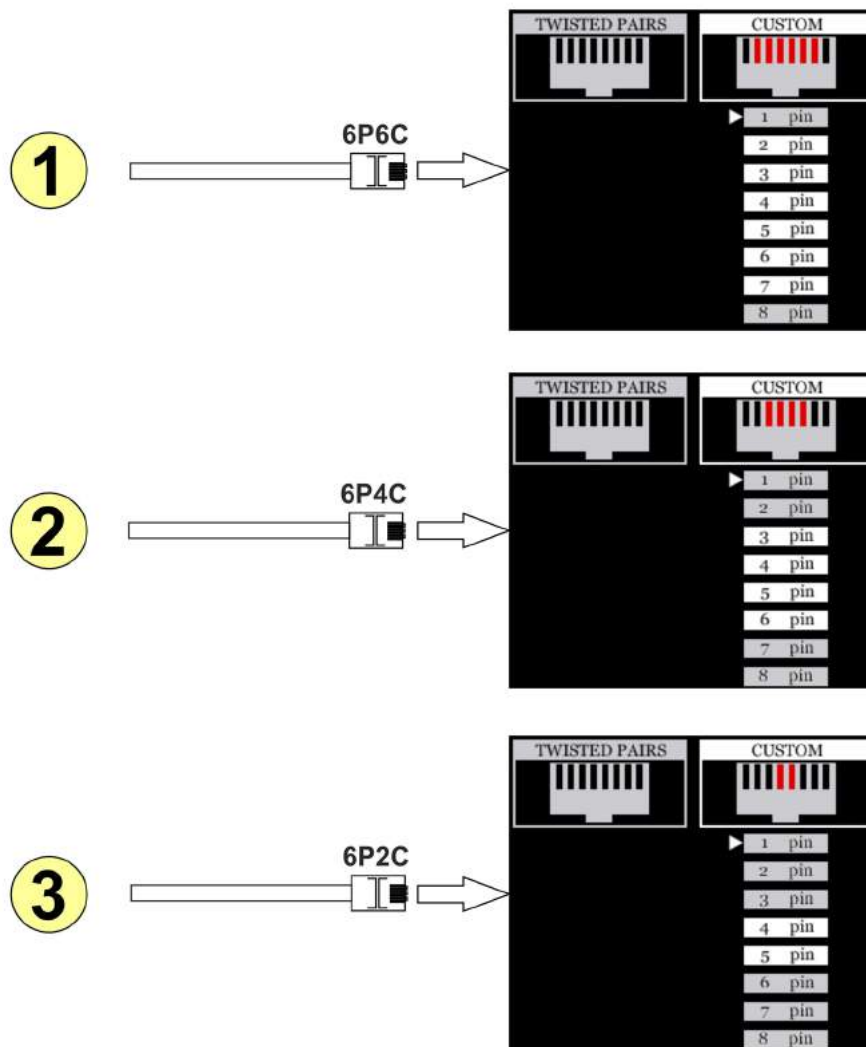 TWISTED PAIRS CUSTOM
6P6C
1
1 pin
2 pin
3 pin
4 pin
5 pin
6 pin
7 pin
8 pin
TWISTED PAIRS CUSTOM
6P4C
2
1 pin
2 pin
3 pin
4 pin
5 pin
6 pin
7 pin
8 pin
TWISTED PAIRS CUSTOM
6P2C
3
1 pin
2 pin
3 pin
4 pin
5 pin
6 pin
7 pin
8 pin